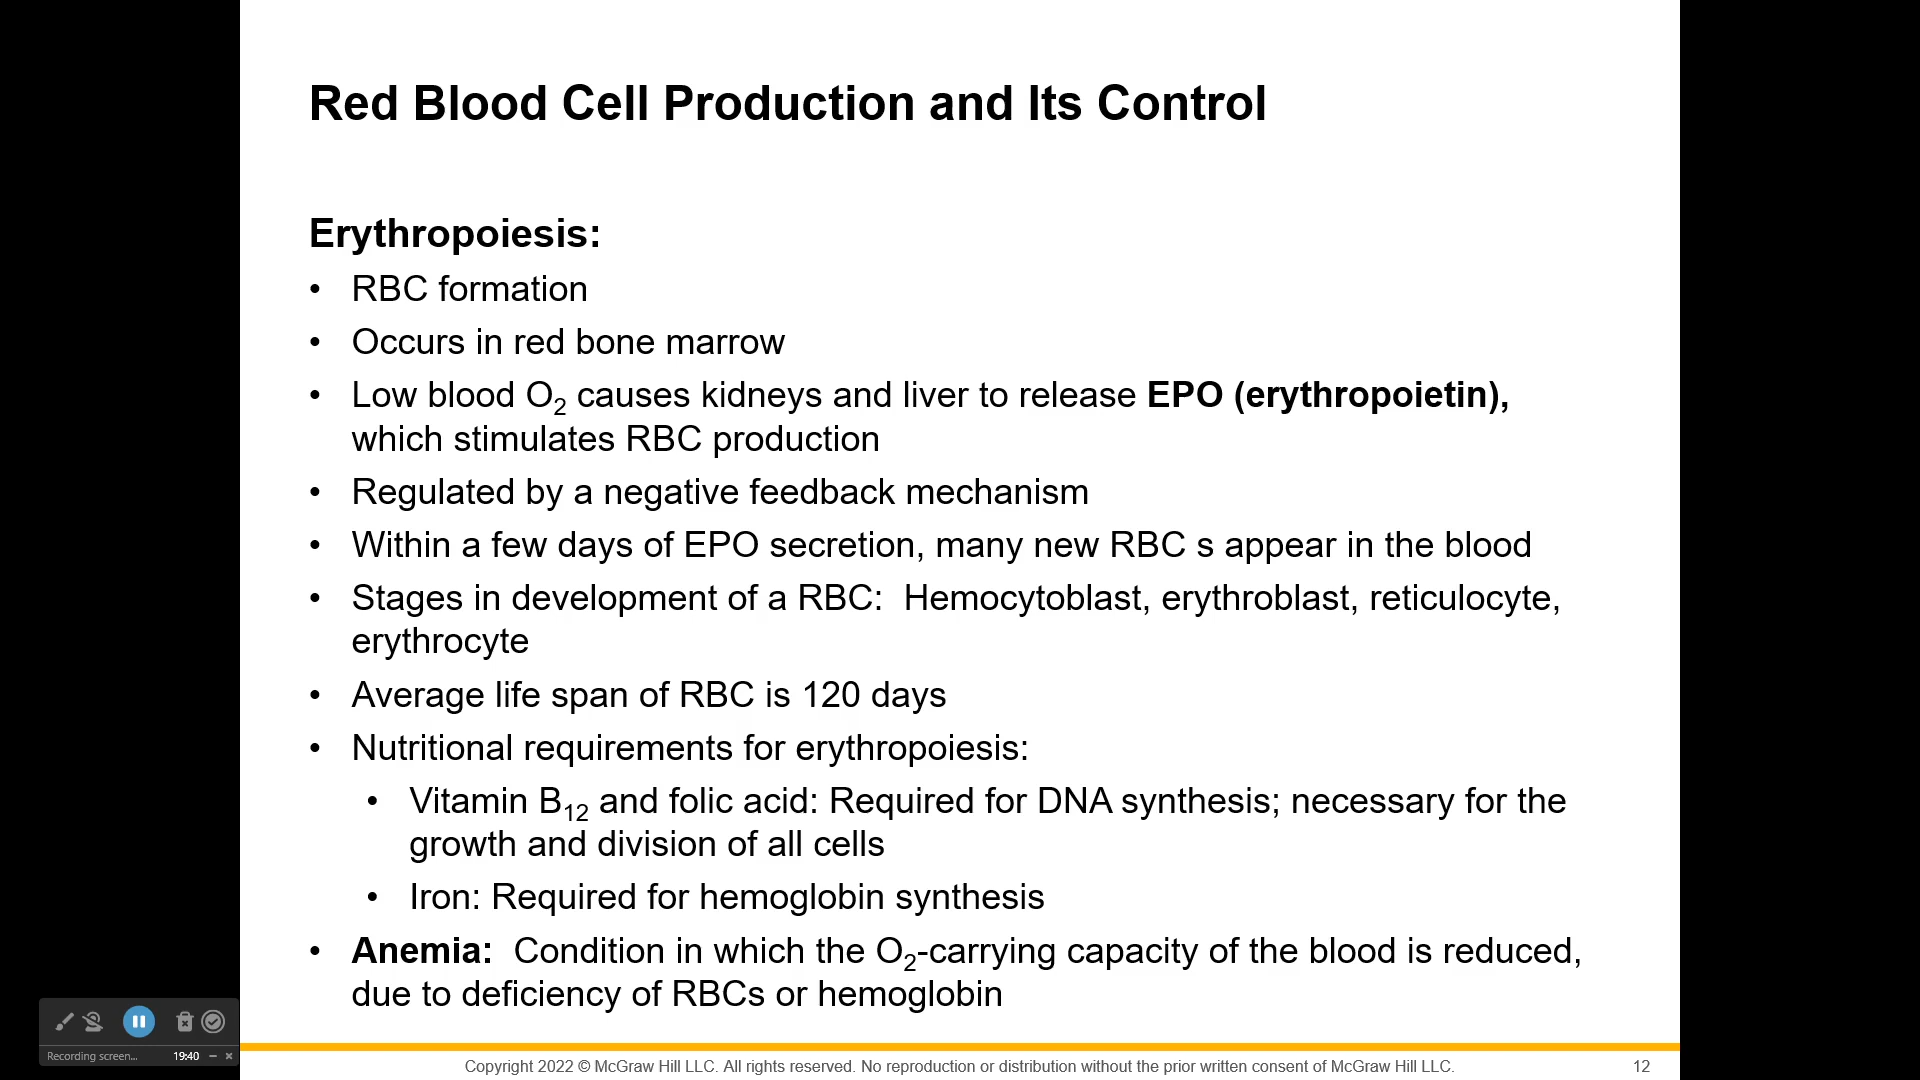 Red Blood Cell Production and Its Control
Erythropoiesis:
• RBC formation
• Occurs in red bone marrow
• Low blood O₂ causes kidneys and liver to release EPO (erythropoietin),
which stimulates RBC production
• Regulated by a negative feedback mechanism
• Within a few days of EPO secretion, many new RBC s appear in the blood
• Stages in development of a RBC:  Hemocytoblast, erythroblast, reticulocyte,
erythrocyte
• Average life span of RBC is 120 days
• Nutritional requirements for erythropoiesis:
• Vitamin B₁₂ and folic acid: Required for DNA synthesis; necessary for the
growth and division of all cells
• Iron: Required for hemoglobin synthesis
• Anemia:  Condition in which the O₂-carrying capacity of the blood is reduced,
due to deficiency of RBCs or hemoglobin
Recording screen... 19:40
Copyright 2022 © McGraw Hill LLC. All rights reserved. No reproduction or distribution without the prior written consent of McGraw Hill LLC. 12